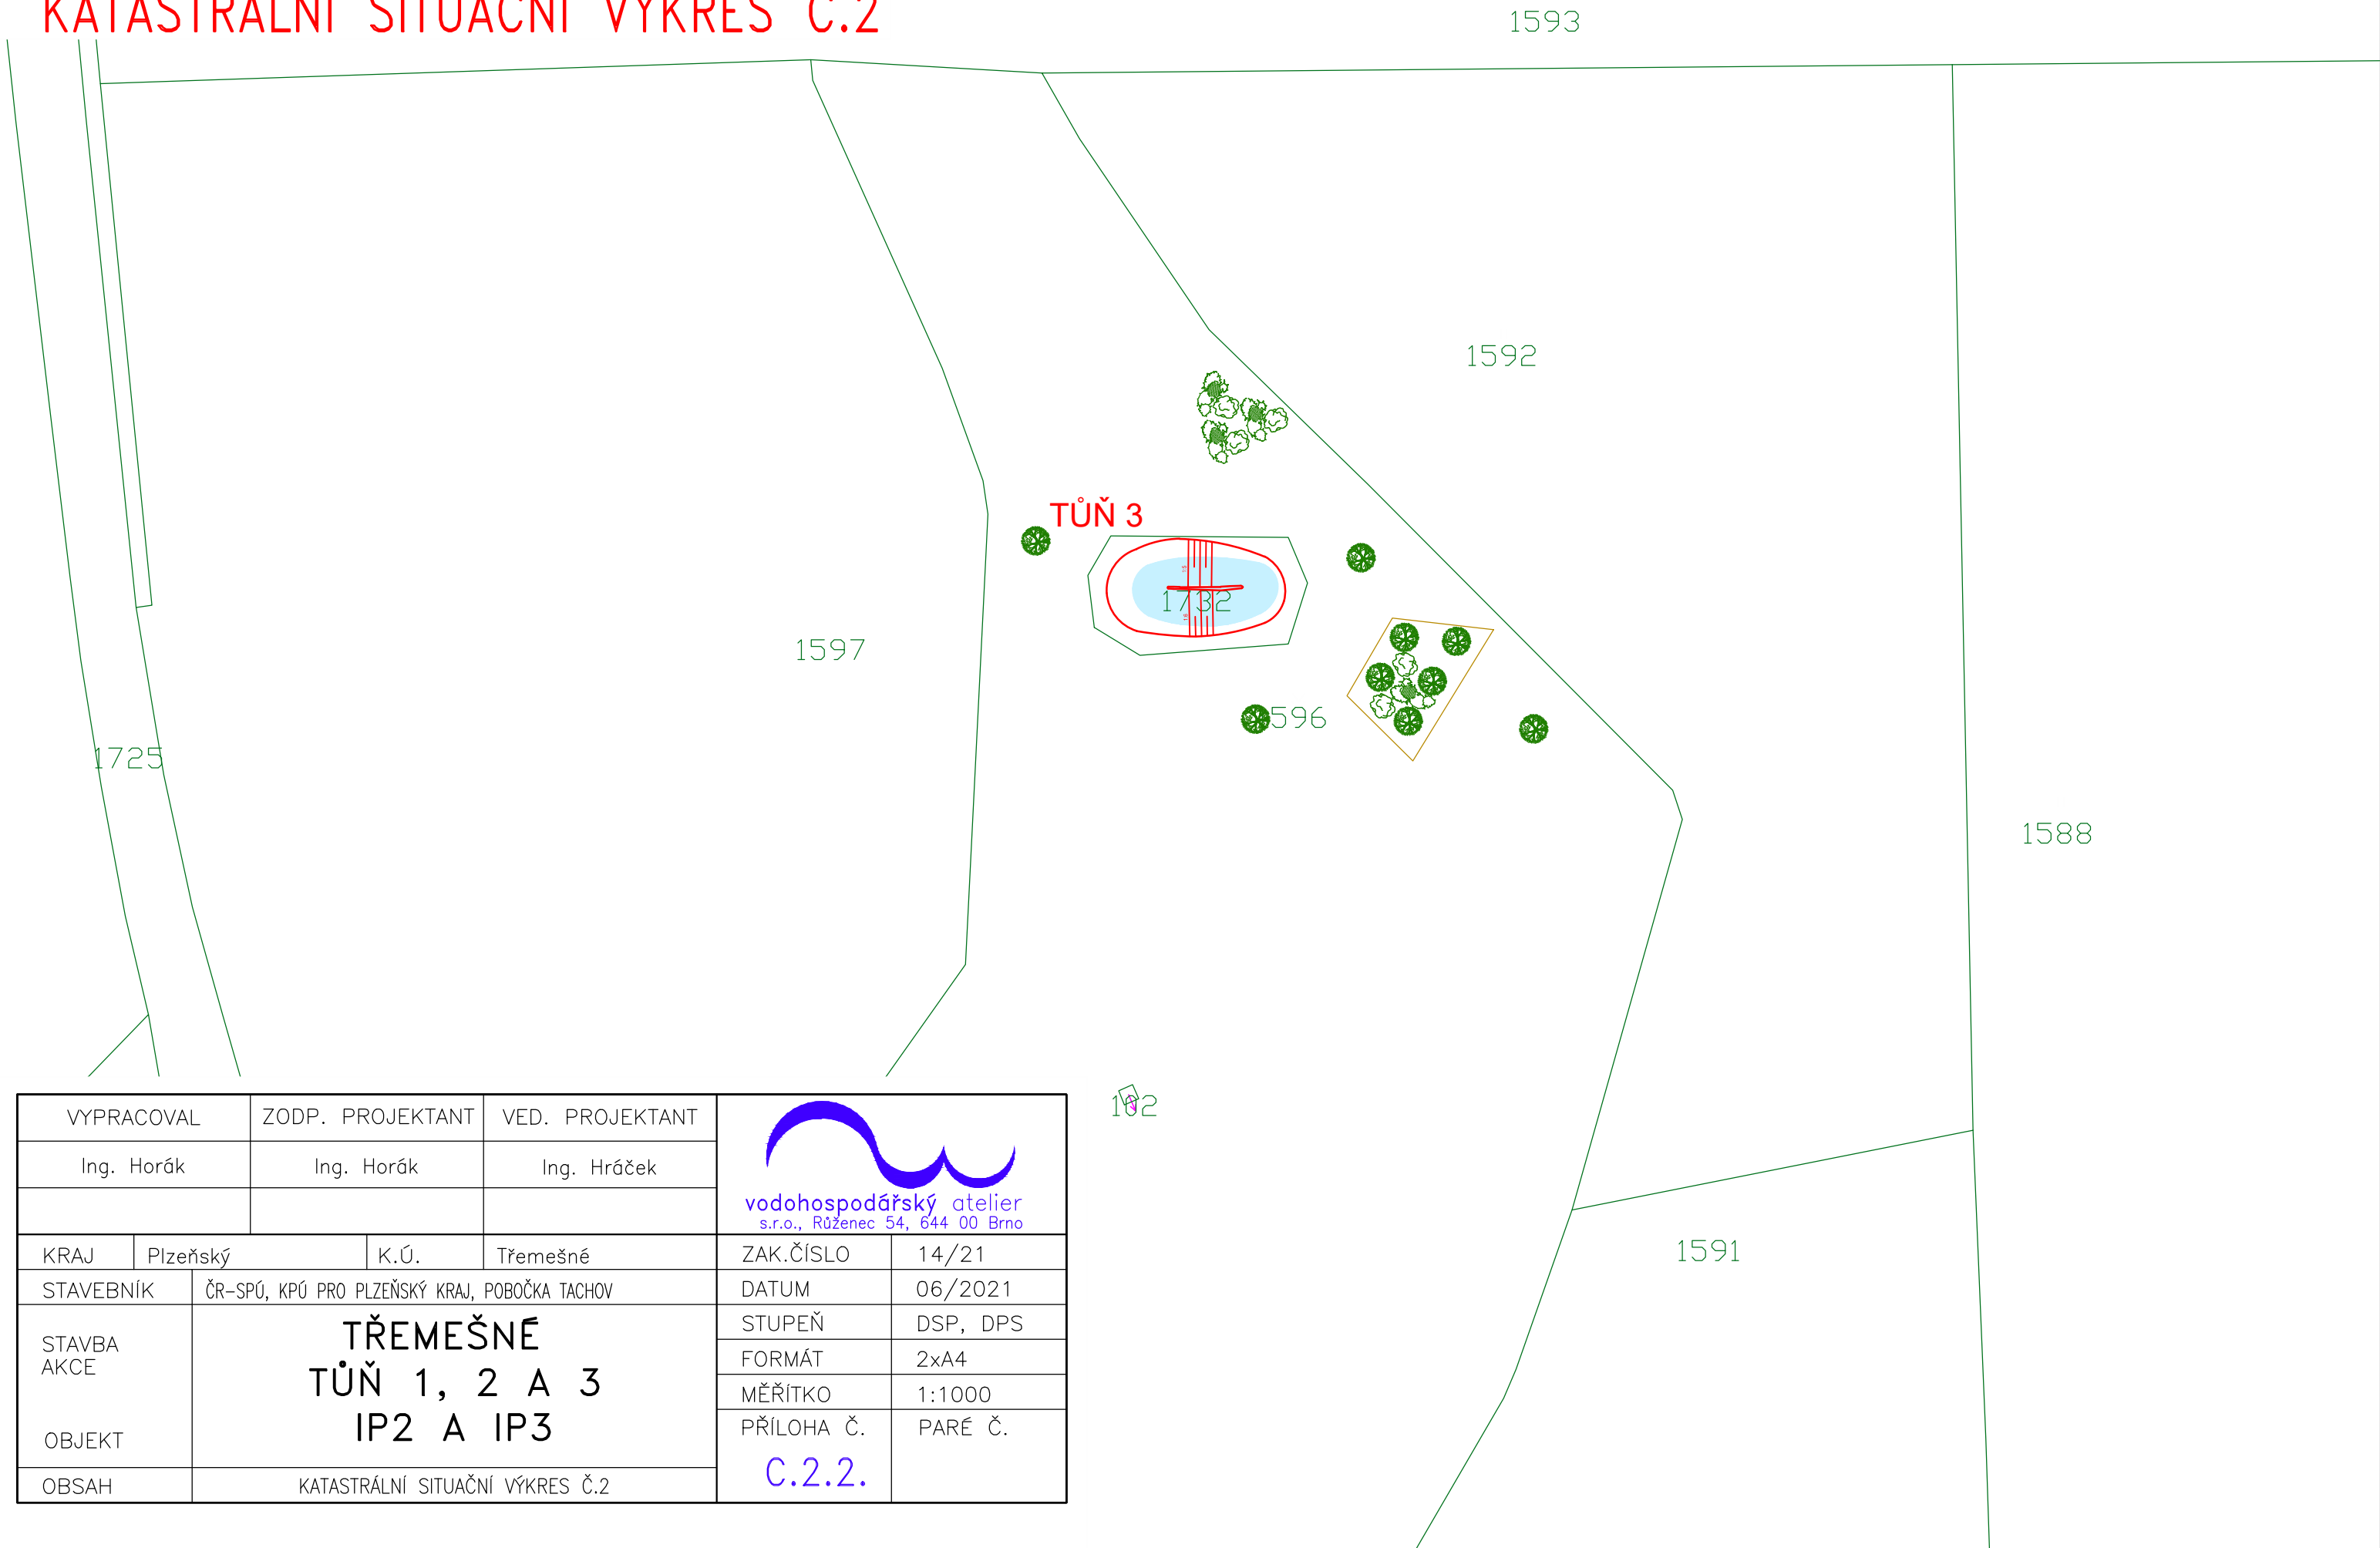 KATASTRÁLNÍ SITUAČNÍ VÝKRES Č.2
1593
1592
TŮŇ 3
1732
1597
596
1725
1588
102
1591
VYPRACOVAL
ZODP. PROJEKTANT
VED. PROJEKTANT
Ing. Horák
Ing. Horák
Ing. Hráček
vodohospodářský atelier
s.r.o., Růženec 54, 644 00 Brno
KRAJ
Plzeňský
K.Ú.
Třemešné
ZAK.ČÍSLO
14/21
STAVEBNÍK
ČR-SPÚ, KPÚ PRO PLZEŇSKÝ KRAJ, POBOČKA TACHOV
DATUM
06/2021
STAVBA
AKCE
OBJEKT
TŘEMEŠNÉ
TŮŇ 1, 2 A 3
IP2 A IP3
STUPEŇ
DSP, DPS
FORMÁT
2xA4
MĚŘÍTKO
1:1000
PŘÍLOHA Č.
C.2.2.
PARÉ Č.
OBSAH
KATASTRÁLNÍ SITUAČNÍ VÝKRES Č.2